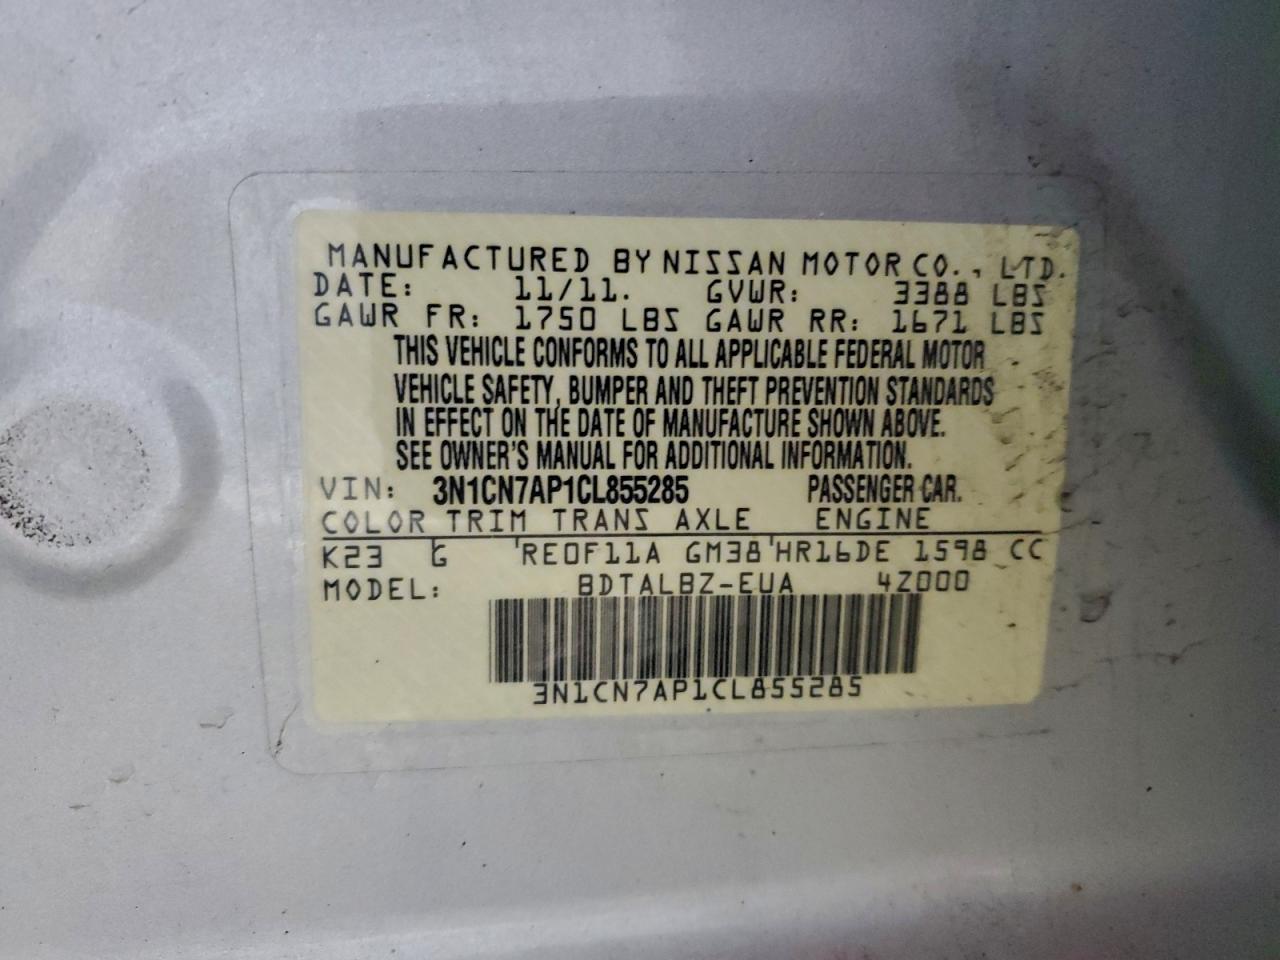 MANUFACTURED BY NISSAN MOTOR CO., LTD.
DATE: 11/11. GVWR: 3388 LBS
GAWR FR: 1750 LBS GAWR RR: 1671 LBS
THIS VEHICLE CONFORMS TO ALL APPLICABLE FEDERAL MOTOR
VEHICLE SAFETY, BUMPER AND THEFT PREVENTION STANDARDS
IN EFFECT ON THE DATE OF MANUFACTURE SHOWN ABOVE.
SEE OWNER'S MANUAL FOR ADDITIONAL INFORMATION.
VIN: 3N1CN7AP1CL855285 PASSENGER CAR.
COLOR TRIM TRANS AXLE ENGINE
K23 G RE0F11A GM38 HR16DE 1598 CC
MODEL: BDTALBZ-EUA 4Z000
3N1CN7AP1CL855285